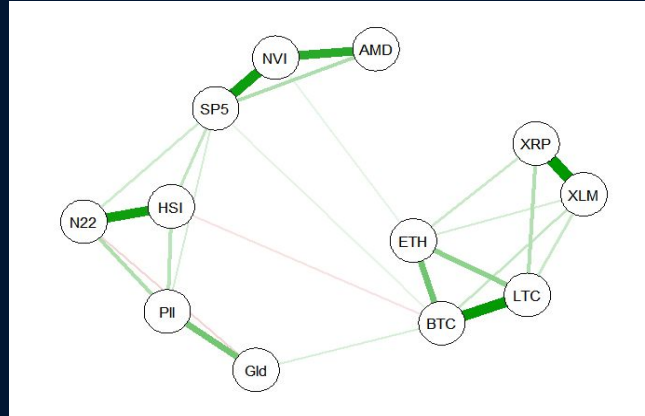 AMD
NVI
SP5
XRP
XLM
HSI
N22
ETH
LTC
PII
BTC
Gld